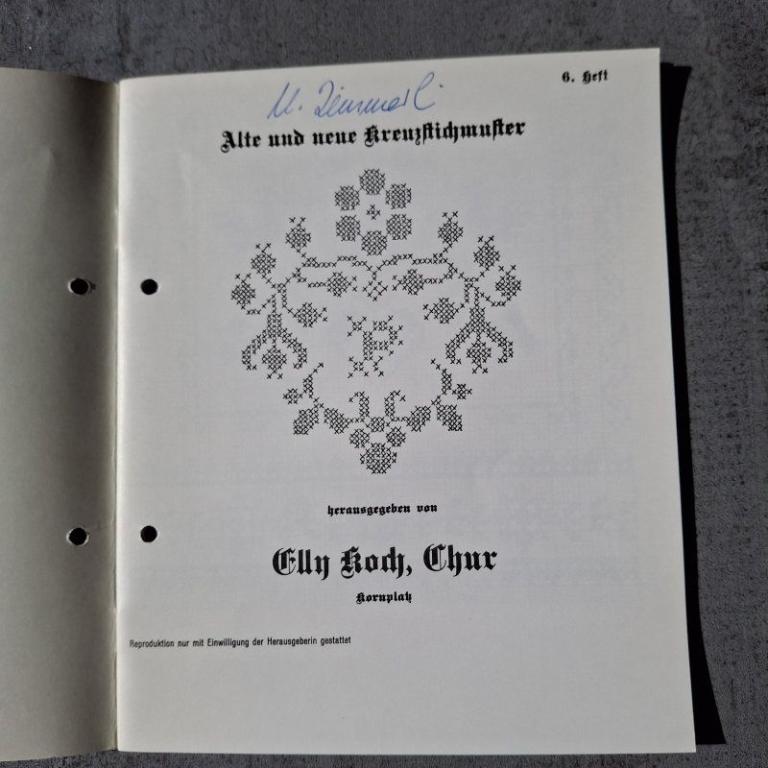 6. Heft
U. Zimmerli
Alte und neue Kreuzstichmuster
herausgegeben von
Elly Koch, Chur
Kornplatz
Reproduktion nur mit Einwilligung der Herausgeberin gestattet